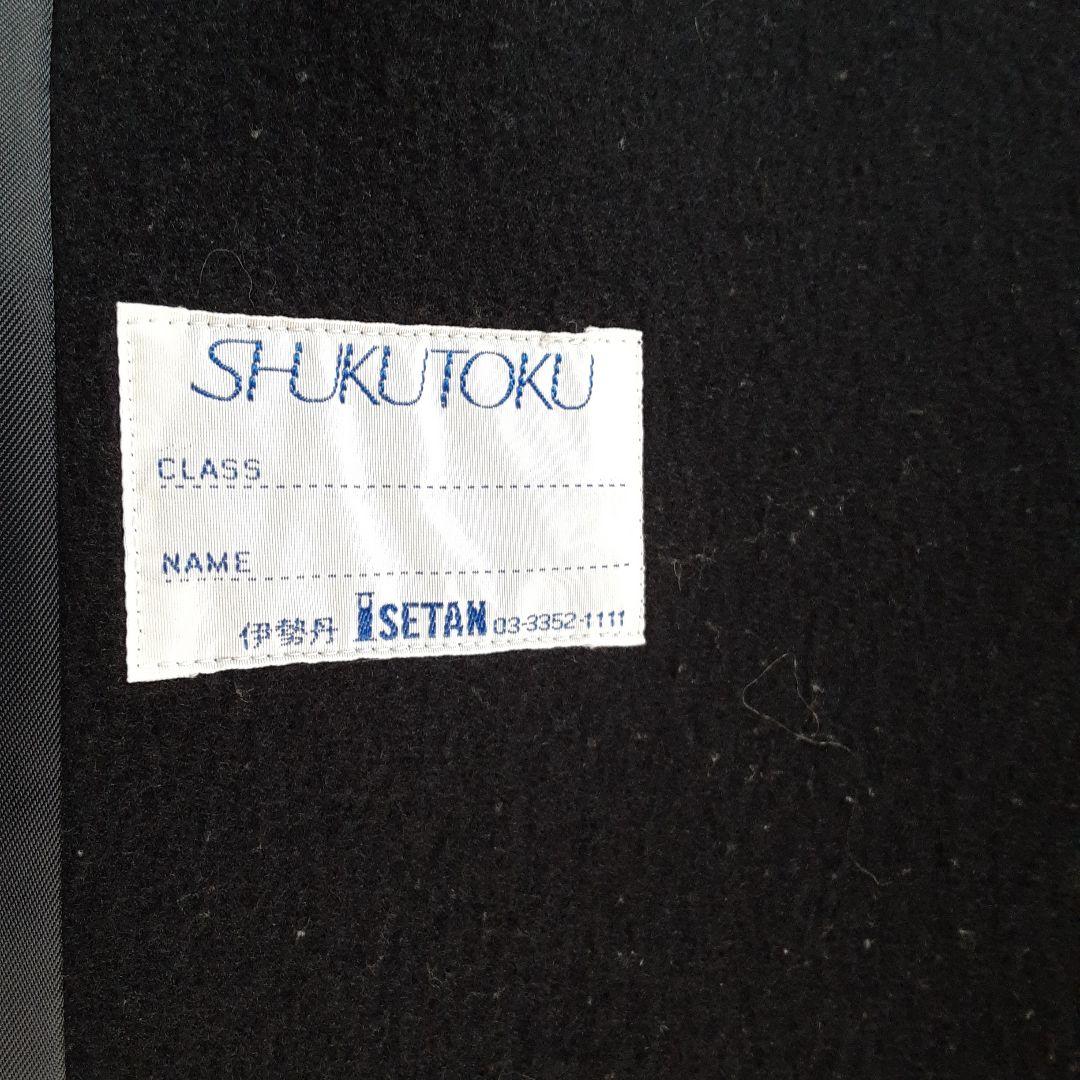 SHUKUTOKU
CLASS
NAME
伊勢丹 ISETAN 03-3352-1111